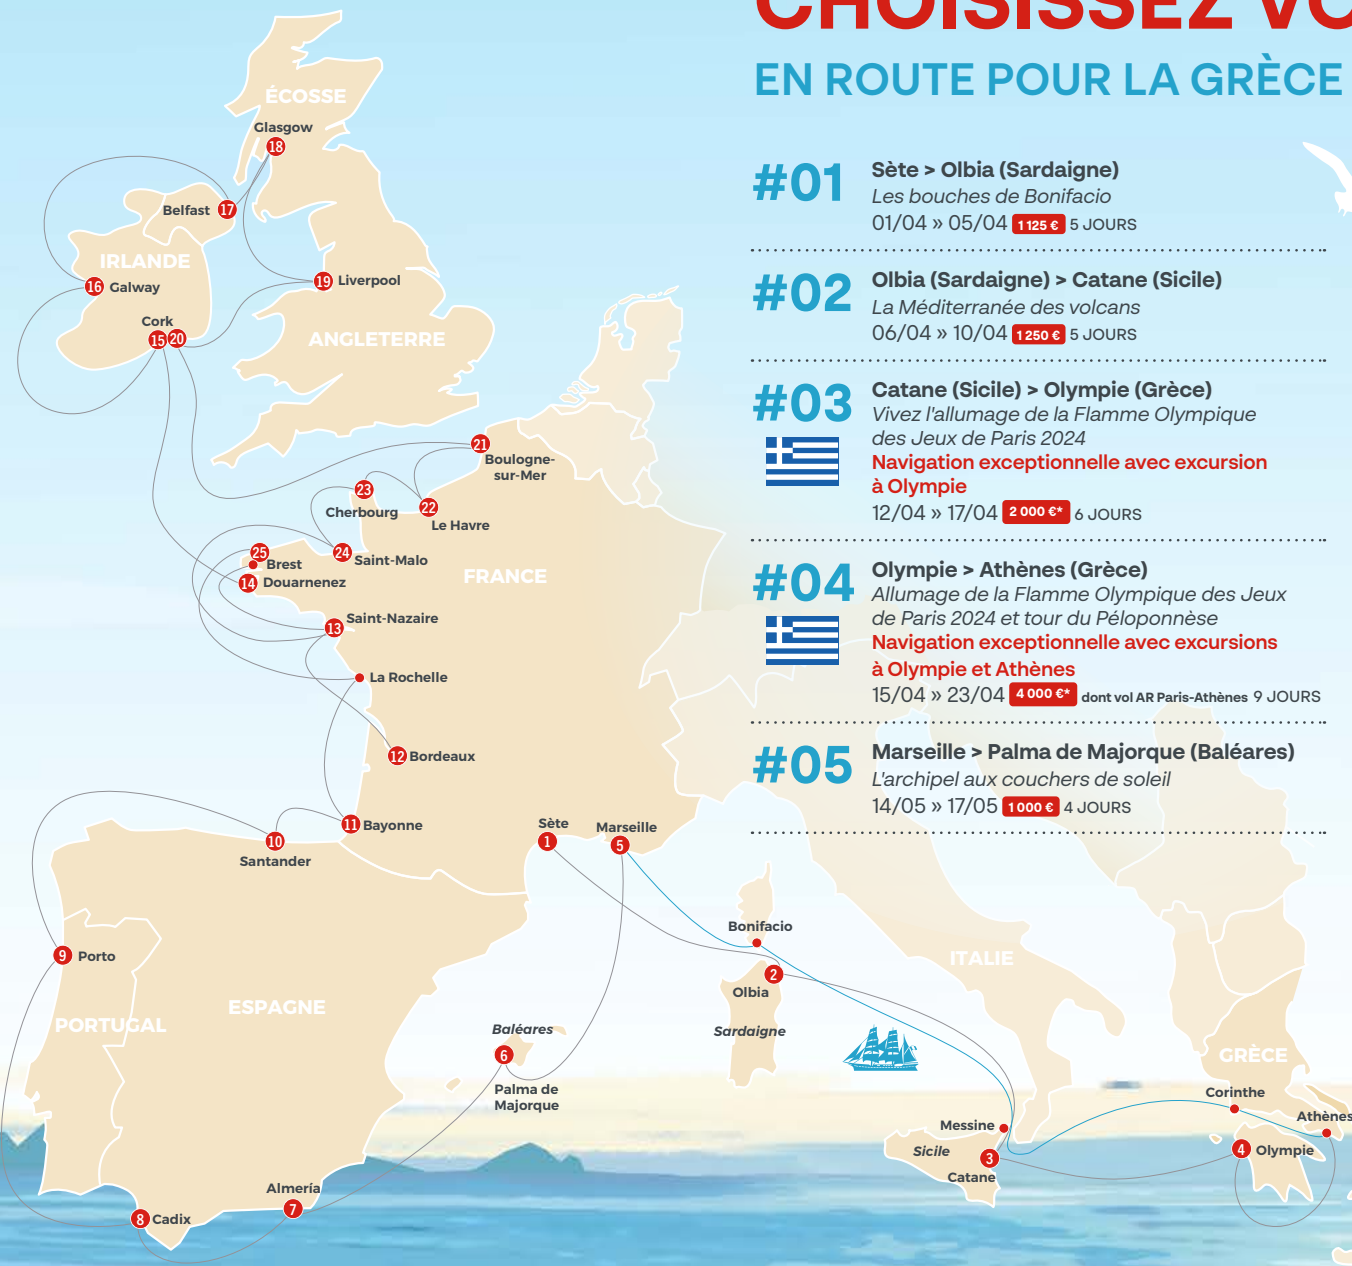 CHOISISSEZ
EN ROUTE POUR LA GRÈCE
#01
Sète > Olbia (Sardaigne)
Les bouches de Bonifacio
01/04 » 05/04 1 125 € 5 JOURS
#02
Olbia (Sardaigne) > Catane (Sicile)
La Méditerranée des volcans
06/04 » 10/04 1 250 € 5 JOURS
#03
Catane (Sicile) > Olympie (Grèce)
Vivez l'allumage de la Flamme Olympique
des Jeux de Paris 2024
Navigation exceptionnelle avec excursion
à Olympie
12/04 » 17/04 2 000 €* 6 JOURS
#04
Olympie > Athènes (Grèce)
Allumage de la Flamme Olympique des Jeux
de Paris 2024 et tour du Péloponnèse
Navigation exceptionnelle avec excursions
à Olympie et Athènes
15/04 » 23/04 4 000 €* dont vol AR Paris-Athènes 9 JOURS
#05
Marseille > Palma de Majorque (Baléares)
L'archipel aux couchers de soleil
14/05 » 17/05 1 000 € 4 JOURS
ÉCOSSE
Glasgow
18
Belfast 17
IRLANDE
16 Galway
19 Liverpool
Cork
15 20
ANGLETERRE
21
Boulogne-
sur-Mer
23
Cherbourg
22
Le Havre
25
Brest
24 Saint-Malo
14 Douarnenez
FRANCE
Saint-Nazaire
13
La Rochelle
12 Bordeaux
11 Bayonne
10
Santander
Sète
1
Marseille
5
Bonifacio
9 Porto
2
Olbia
ITALIE
ESPAGNE
PORTUGAL
Baléares
6
Palma de
Majorque
Sardaigne
GRÈCE
Corinthe
Athènes
Messine
Sicile
3
Catane
4 Olympie
Almería
7
8 Cadix